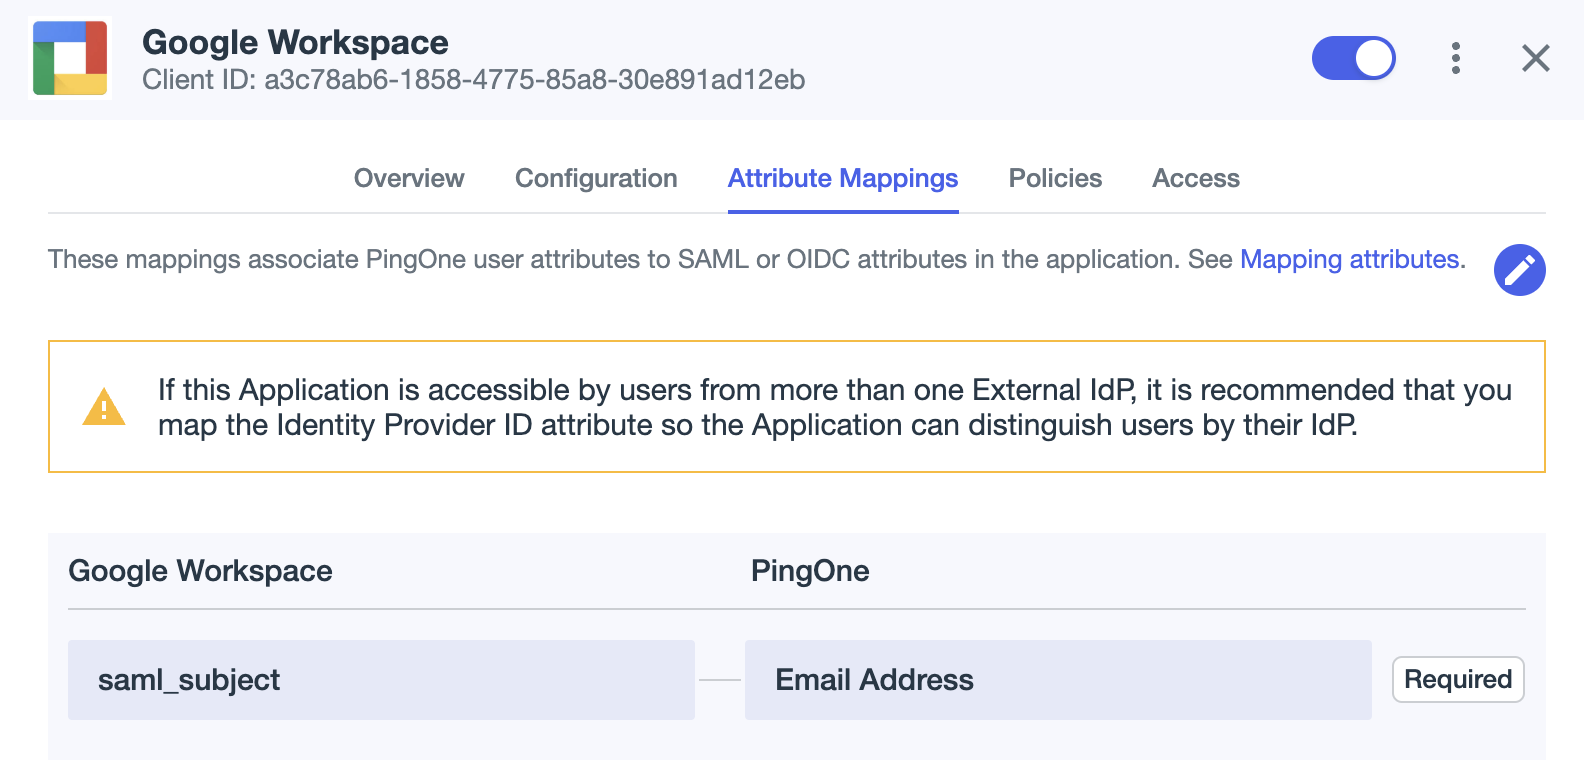 Google Workspace
Client ID: a3c78ab6-1858-4775-85a8-30e891ad12eb
Overview Configuration Attribute Mappings Policies Access
These mappings associate PingOne user attributes to SAML or OIDC attributes in the application. See Mapping attributes.
If this Application is accessible by users from more than one External IdP, it is recommended that you
map the Identity Provider ID attribute so the Application can distinguish users by their IdP.
Google Workspace PingOne
saml_subject Email Address Required